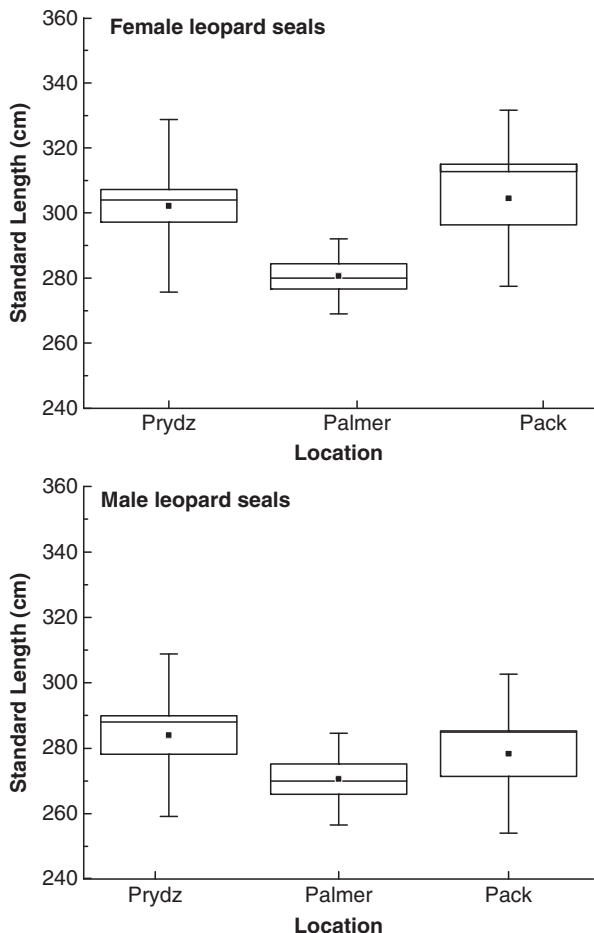 Female leopard seals
Standard Length (cm)
360
340
320
300
280
260
240
Prydz Palmer Pack
Location
Male leopard seals
Standard Length (cm)
360
340
320
300
280
260
240
Prydz Palmer Pack
Location